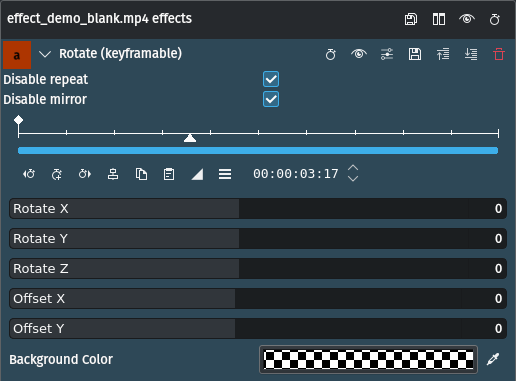 effect_demo_blank.mp4 effects
a Rotate (keyframable)
Disable repeat
Disable mirror
00:00:03:17
Rotate X 0
Rotate Y 0
Rotate Z 0
Offset X 0
Offset Y 0
Background Color